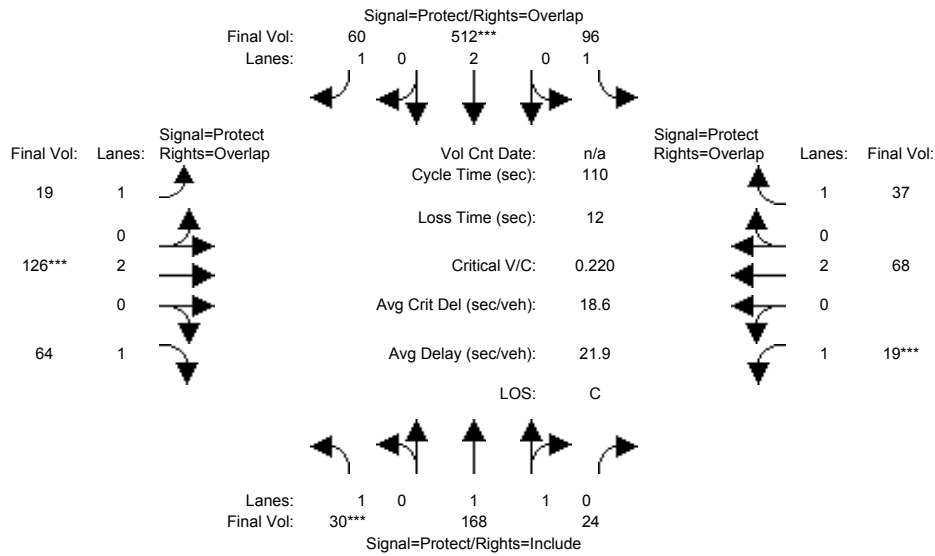 Signal=Protect/Rights=Overlap
Final Vol: 60 512*** 96
Lanes: 1 0 2 0 1
Signal=Protect Signal=Protect
Final Vol: Lanes: Rights=Overlap Vol Cnt Date: n/a Rights=Overlap Lanes: Final Vol:
Cycle Time (sec): 110
19 1 1 37
Loss Time (sec): 12
0 0
126*** 2 Critical V/C: 0.220 2 68
0 Avg Crit Del (sec/veh): 18.6 0
64 1 Avg Delay (sec/veh): 21.9 1 19***
LOS: C
Lanes: 1 0 1 1 0
Final Vol: 30*** 168 24
Signal=Protect/Rights=Include